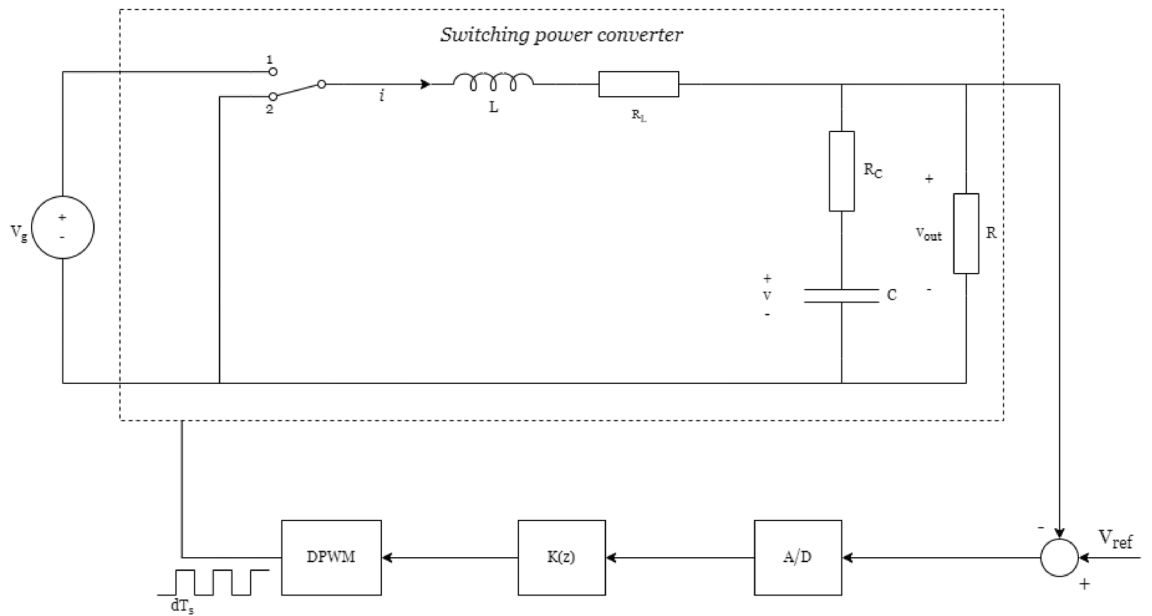 Switching power converter
1
2
i
L
R_L
R_C
+
-
V_g
+
V_out
-
R
+
v
-
C
-
V_ref
+
DPWM
K(z)
A/D
dT_s